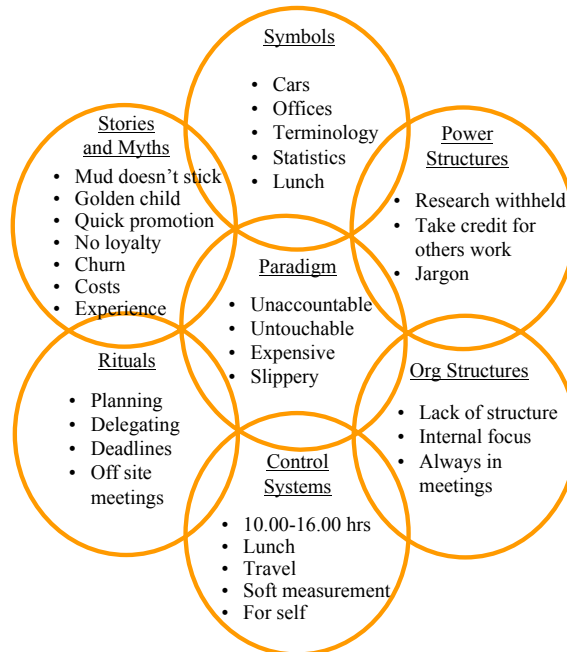 Symbols
• Cars
• Offices
• Terminology
• Statistics
• Lunch
Stories
and Myths
• Mud doesn’t stick
• Golden child
• Quick promotion
• No loyalty
• Churn
• Costs
• Experience
Power
Structures
• Research withheld
• Take credit for
others work
• Jargon
Paradigm
• Unaccountable
• Untouchable
• Expensive
• Slippery
Rituals
• Planning
• Delegating
• Deadlines
• Off site
meetings
Org Structures
• Lack of structure
• Internal focus
• Always in
meetings
Control
Systems
• 10.00-16.00 hrs
• Lunch
• Travel
• Soft measurement
• For self